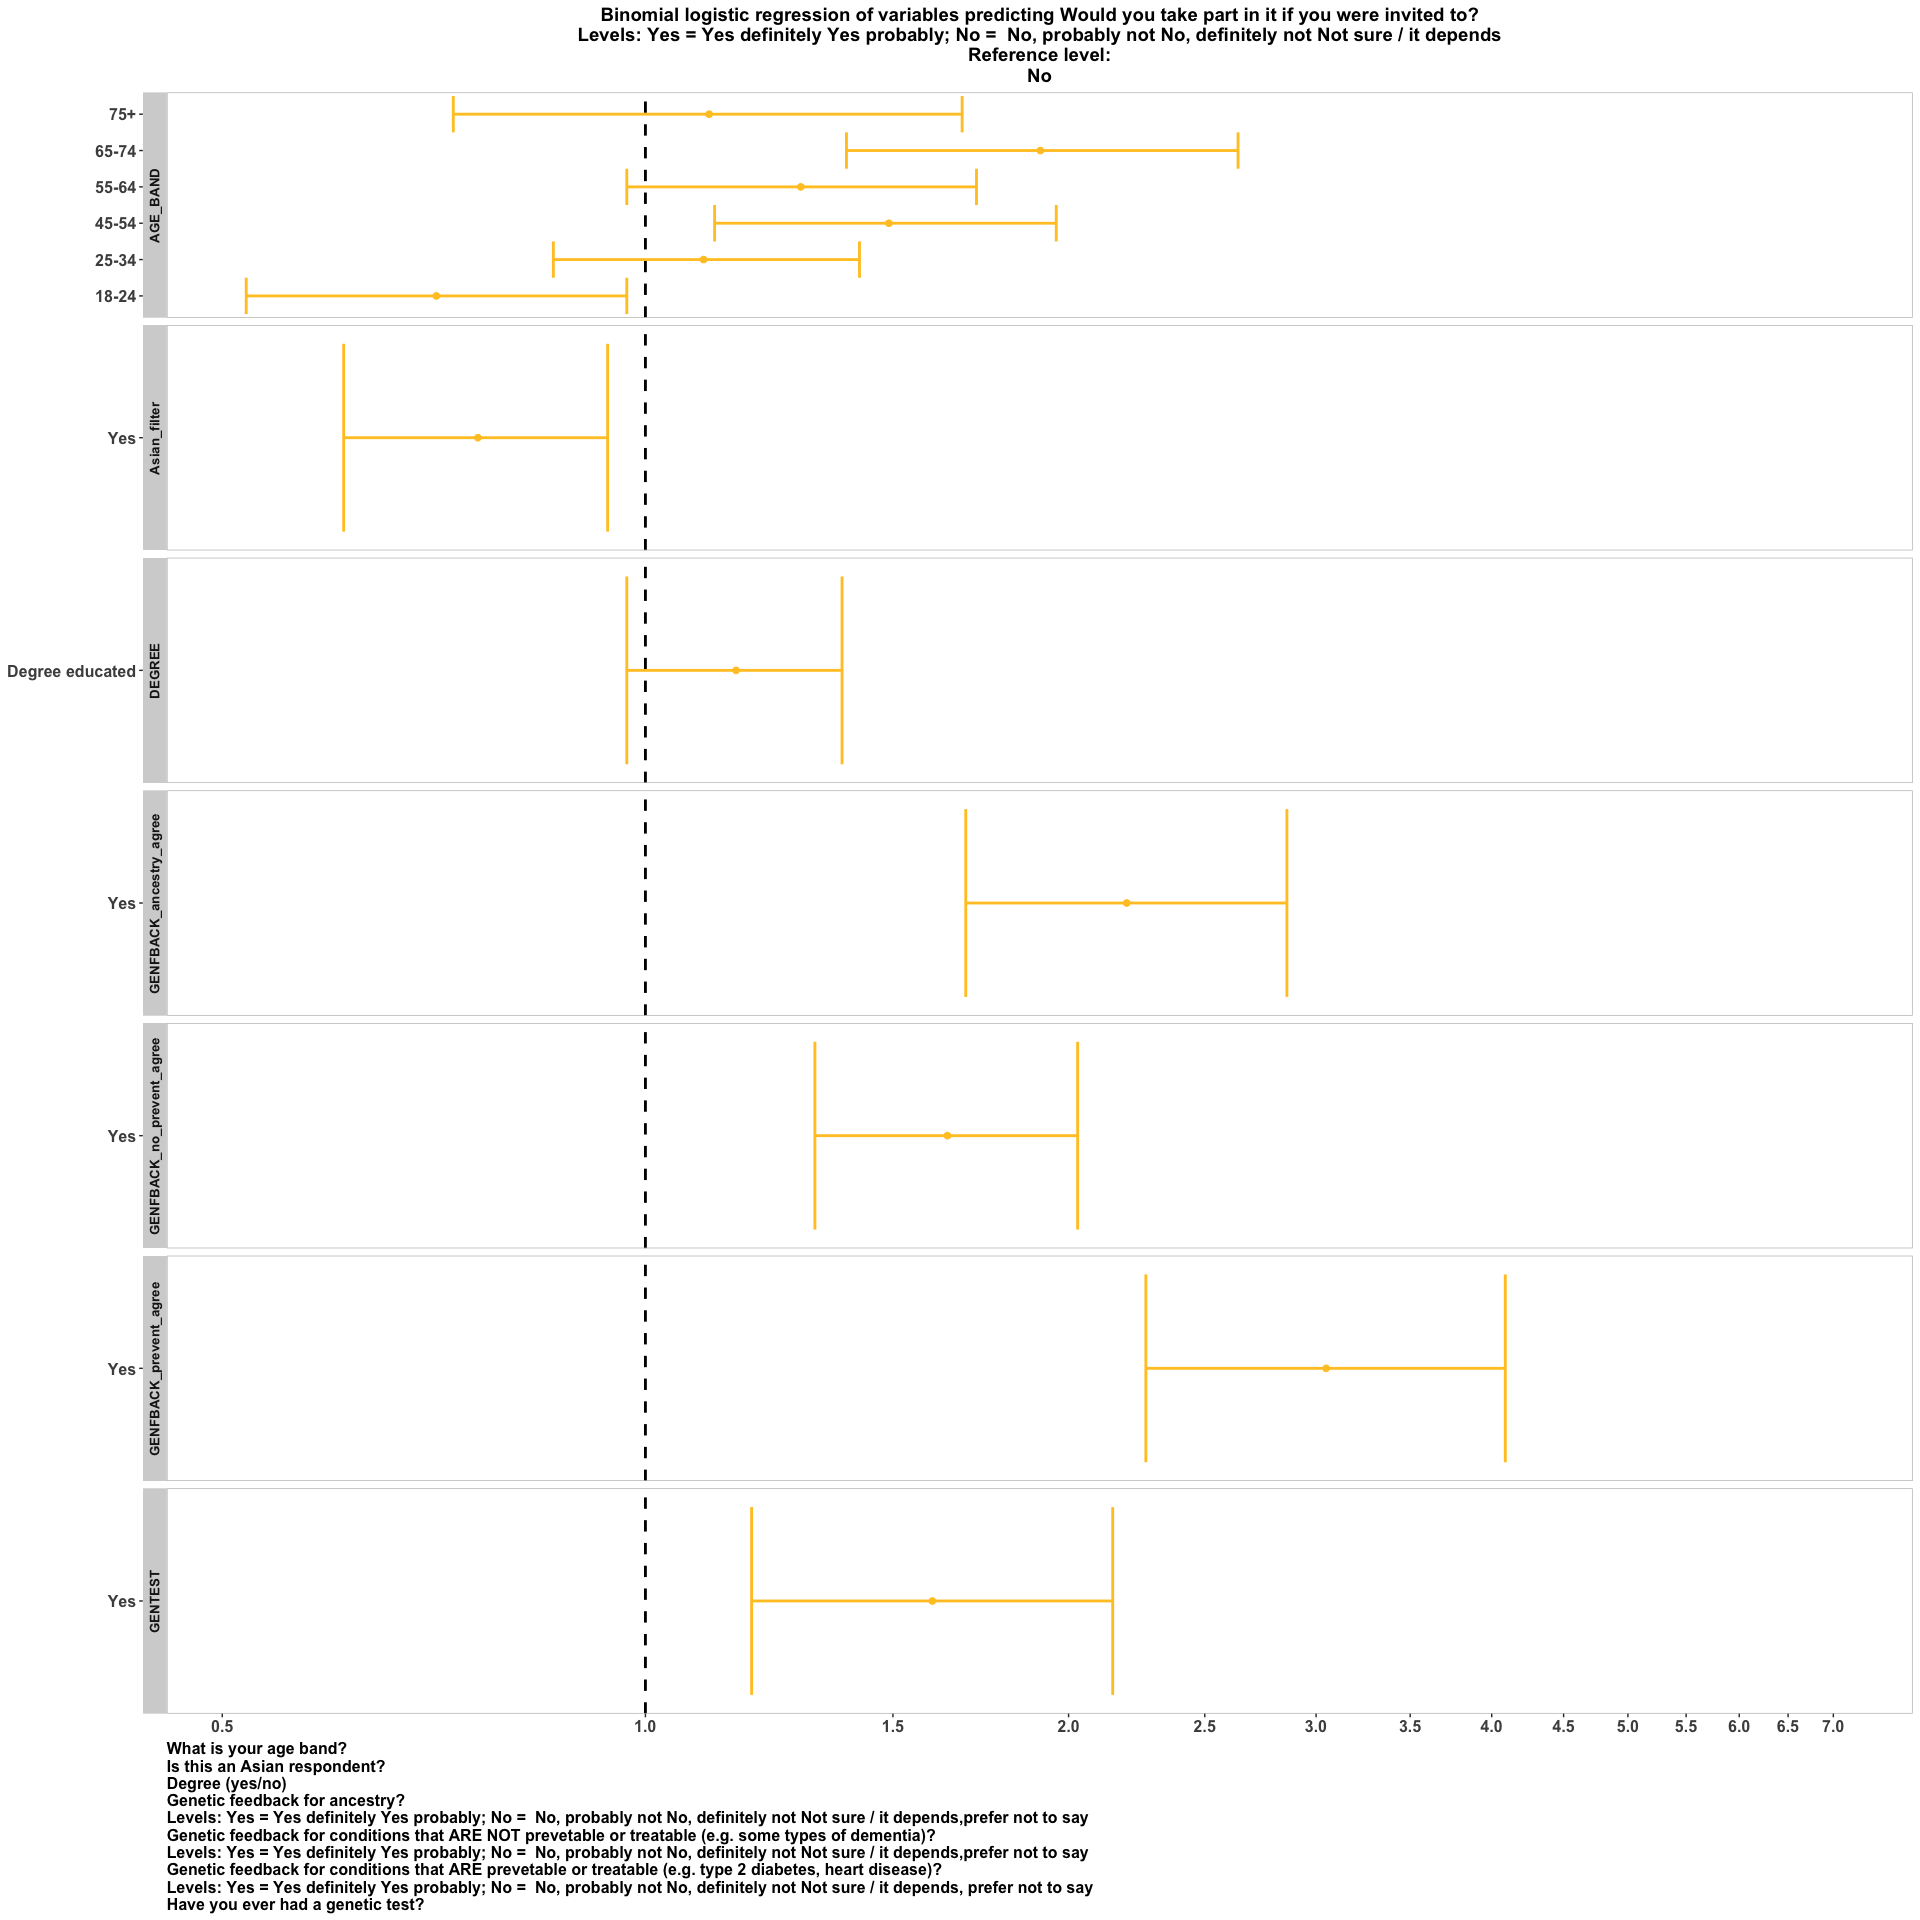 Binomial logistic regression of variables predicting Would you take part in it if you were invited to?
Levels: Yes = Yes definitely Yes probably; No =  No, probably not No, definitely not Not sure / it depends
Reference level:
No
75+
65-74
55-64
45-54
25-34
18-24
AGE_BAND
Yes
Asian_filter
Degree educated
DEGREE
Yes
GENFBACK_ancestry_agree
Yes
GENFBACK_no_prevent_agree
Yes
GENFBACK_prevent_agree
Yes
GENTEST
0.5 1.0 1.5 2.0 2.5 3.0 3.5 4.0 4.5 5.0 5.5 6.0 6.5 7.0
What is your age band?
Is this an Asian respondent?
Degree (yes/no)
Genetic feedback for ancestry?
Levels: Yes = Yes definitely Yes probably; No =  No, probably not No, definitely not Not sure / it depends,prefer not to say
Genetic feedback for conditions that ARE NOT prevetable or treatable (e.g. some types of dementia)?
Levels: Yes = Yes definitely Yes probably; No =  No, probably not No, definitely not Not sure / it depends,prefer not to say
Genetic feedback for conditions that ARE prevetable or treatable (e.g. type 2 diabetes, heart disease)?
Levels: Yes = Yes definitely Yes probably; No =  No, probably not No, definitely not Not sure / it depends, prefer not to say
Have you ever had a genetic test?